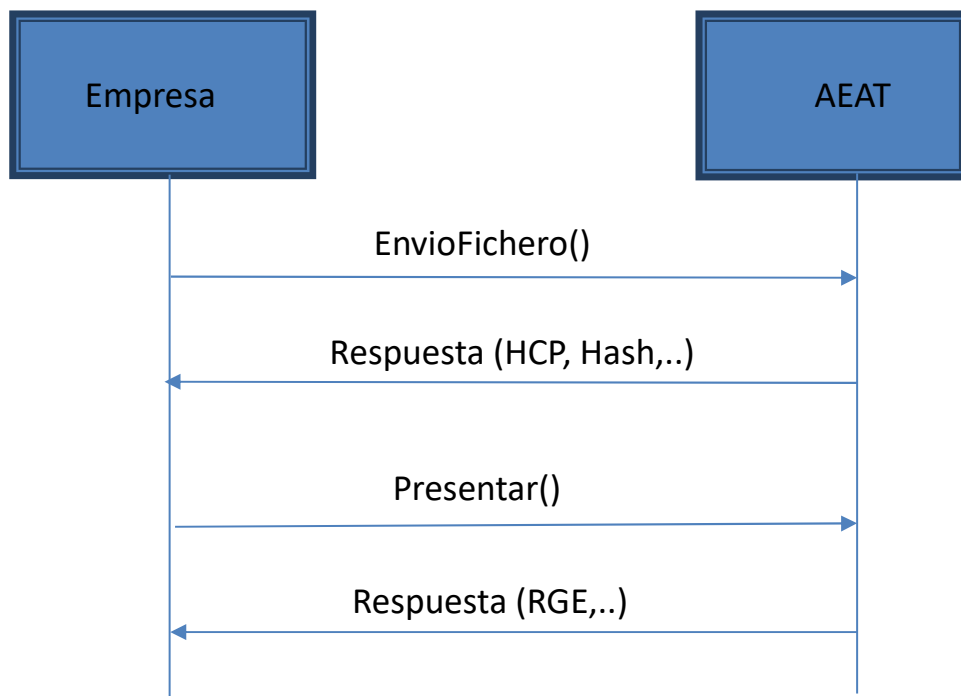 Empresa
AEAT
EnvioFichero()
Respuesta (HCP, Hash,..)
Presentar()
Respuesta (RGE,..)